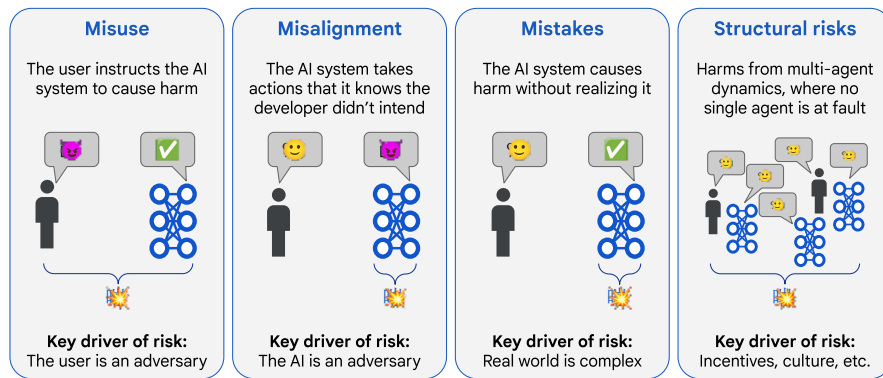 Misuse
The user instructs the AI
system to cause harm
Key driver of risk:
The user is an adversary
Misalignment
The AI system takes
actions that it knows the
developer didn't intend
Key driver of risk:
The AI is an adversary
Mistakes
The AI system causes
harm without realizing it
Key driver of risk:
Real world is complex
Structural risks
Harms from multi-agent
dynamics, where no
single agent is at fault
Key driver of risk:
Incentives, culture, etc.